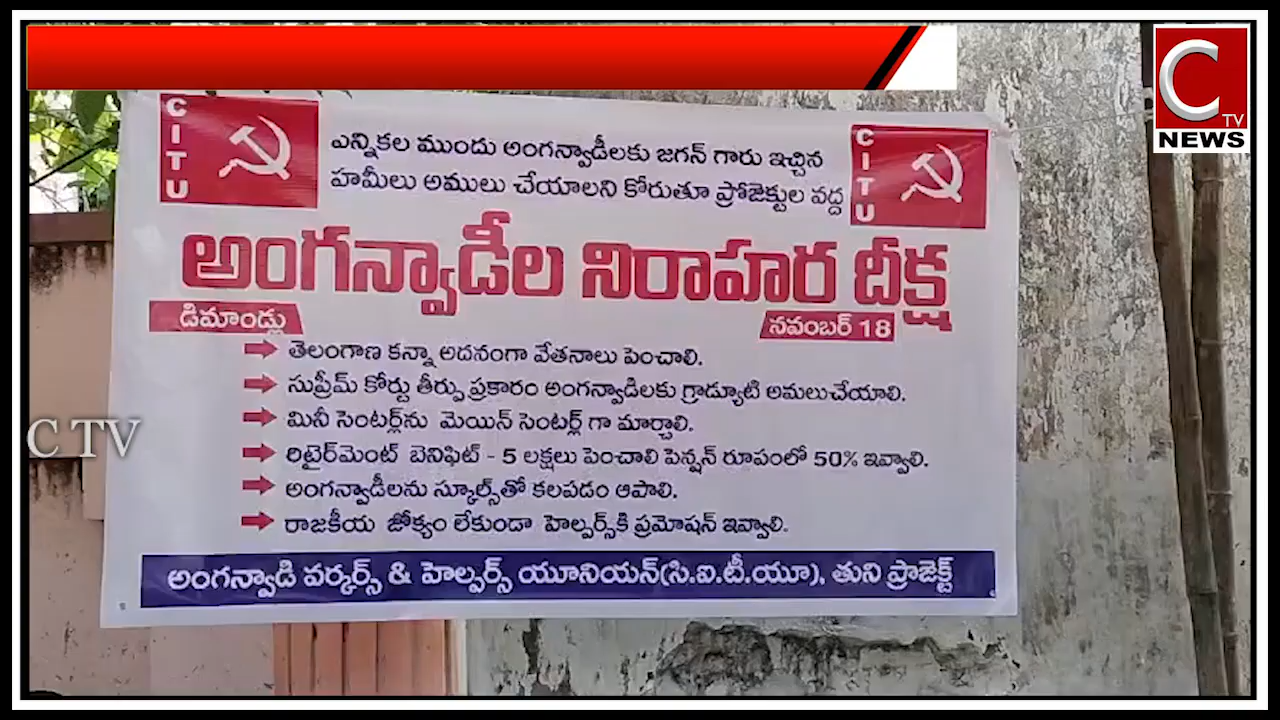 C TV
NEWS
CITU
CITU
ఎన్నికల ముందు అంగన్వాడీలకు జగన్ గారు ఇచ్చిన
హమీలు అములు చేయాలని కోరుతూ ప్రోజెక్టుల వద్ద
అంగన్వాడీల నిరాహార దీక్ష
డిమాండ్లు
నవంబర్ 18
తెలంగాణ కన్నా అదనంగా వేతనాలు పెంచాలి.
సుప్రీమ్ కోర్టు తీర్పు ప్రకారం అంగన్వాడిలకు గ్రాడ్యూటి అమలుచేయాలి.
మినీ సెంటర్ల్‌ను మెయిన్ సెంటర్ల్ గా మార్చాలి.
రిటైర్‌మెంట్ బెనిఫిట్ - 5 లక్షలు పెంచాలి పెన్షన్ రూపంలో 50% ఇవ్వాలి.
అంగన్వాడీలను స్కూల్స్‌తో కలపడం ఆపాలి.
రాజకీయ జోక్యం లేకుండా హెల్పర్స్‌కి ప్రమోషన్ ఇవ్వాలి.
అంగన్వాడి వర్కర్స్ & హెల్పర్స్ యూనియన్(సి.ఐ.టీ.యూ), తుని ప్రాజెక్ట్
C TV